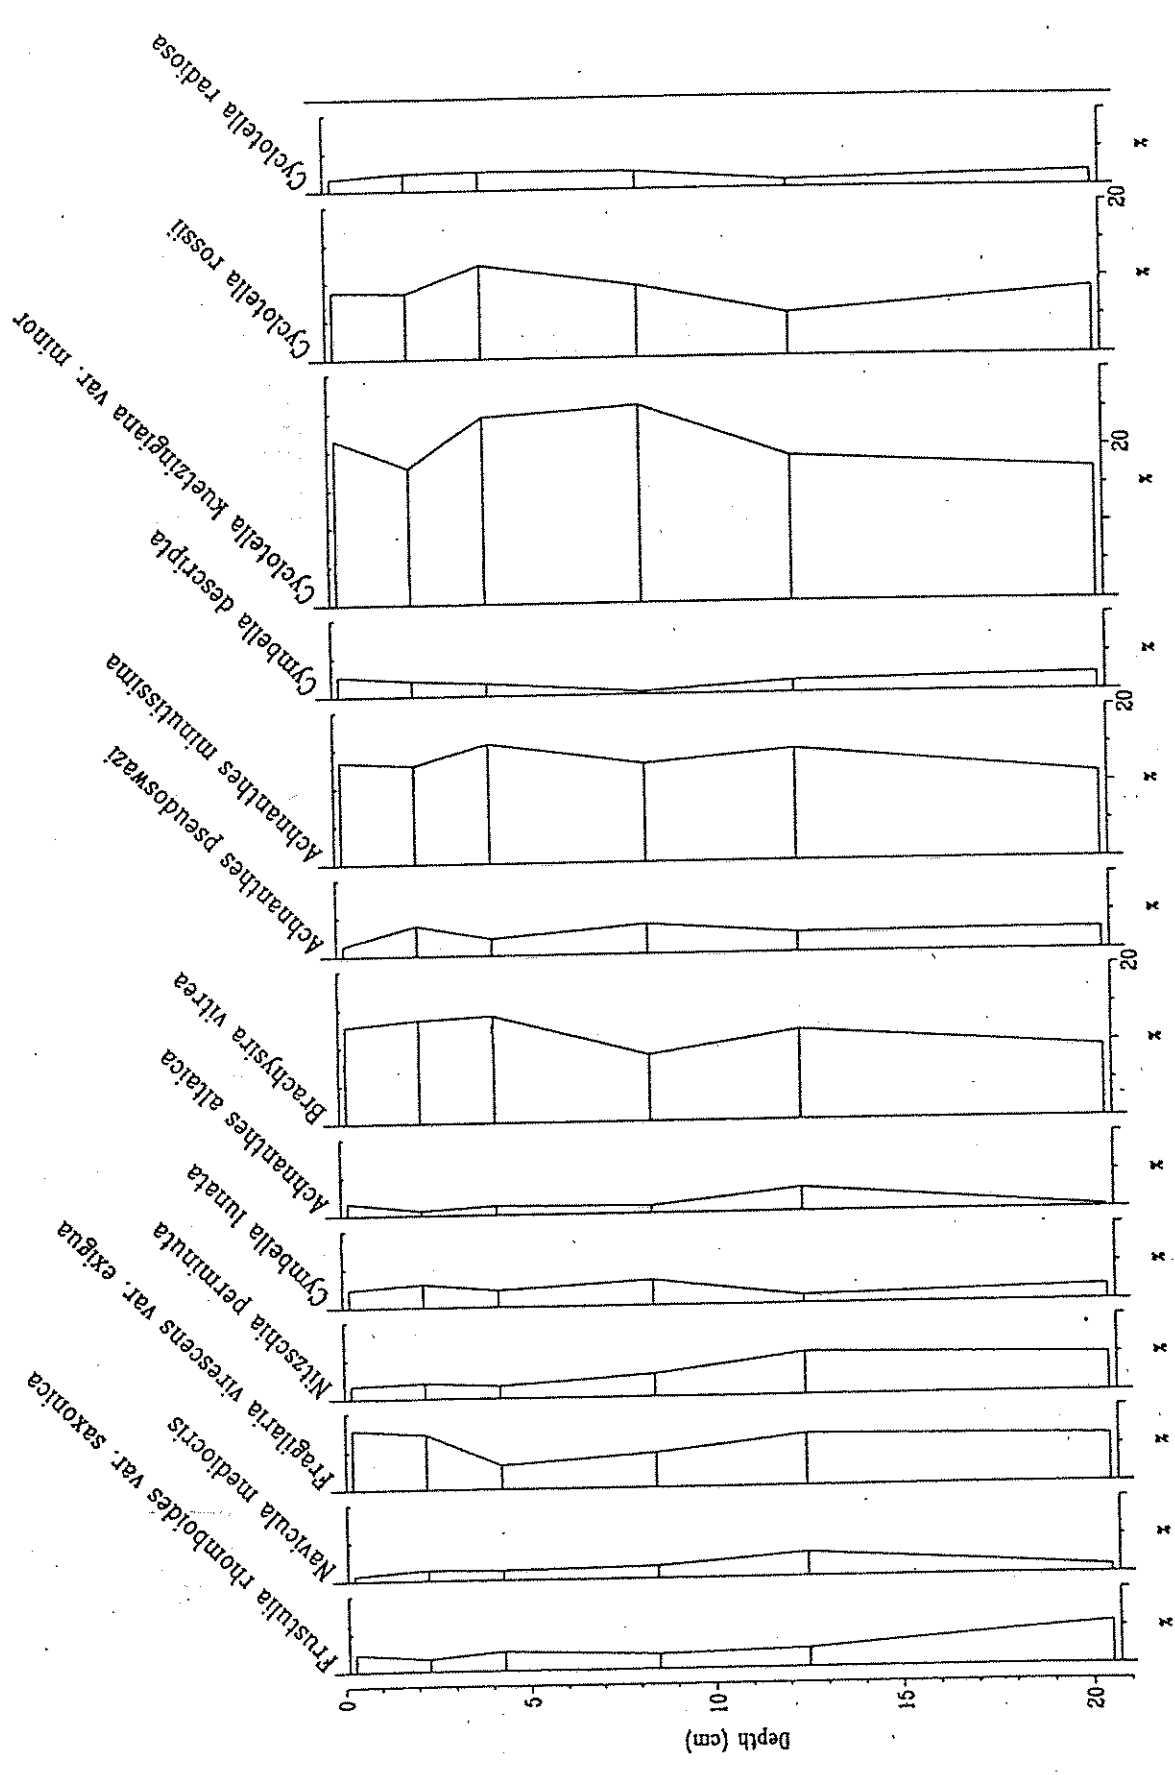 Cyclotella radiosa
Cyclotella rossii
Cyclotella kuetzingiana var. minor
Cymbella descripta
Achnanthes minutissima
Achnanthes pseudoswazi
Brachysira vitrea
Achnanthes altaica
Cymbella lunata
Nitzschia perminuta
Fragilaria virescens var. exigua
Navicula mediocris
Frustulia rhomboides var. saxonica
%
20
%
20
%
%
20
%
%
20
%
%
%
%
%
%
%
0
5
10
15
20
Depth (cm)